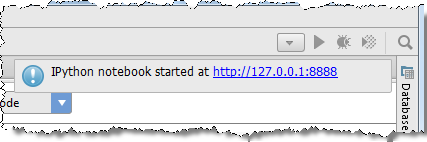 IPython notebook started at http://127.0.0.1:8888
ode
Database